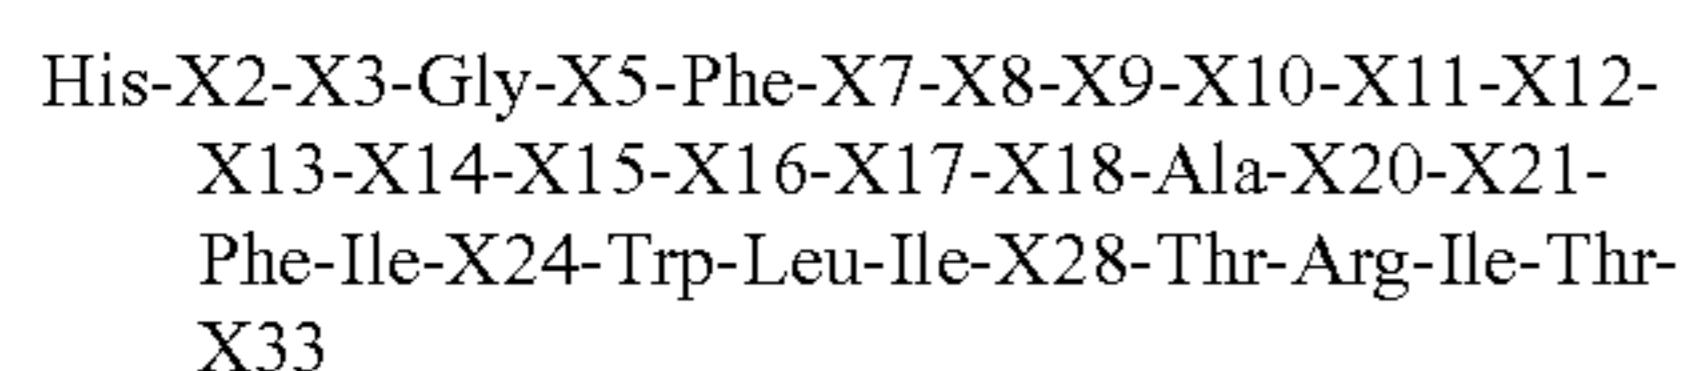 His-X2-X3-Gly-X5-Phe-X7-X8-X9-X10-X11-X12-
X13-X14-X15-X16-X17-X18-Ala-X20-X21-
Phe-Ile-X24-Trp-Leu-Ile-X28-Thr-Arg-Ile-Thr-
X33